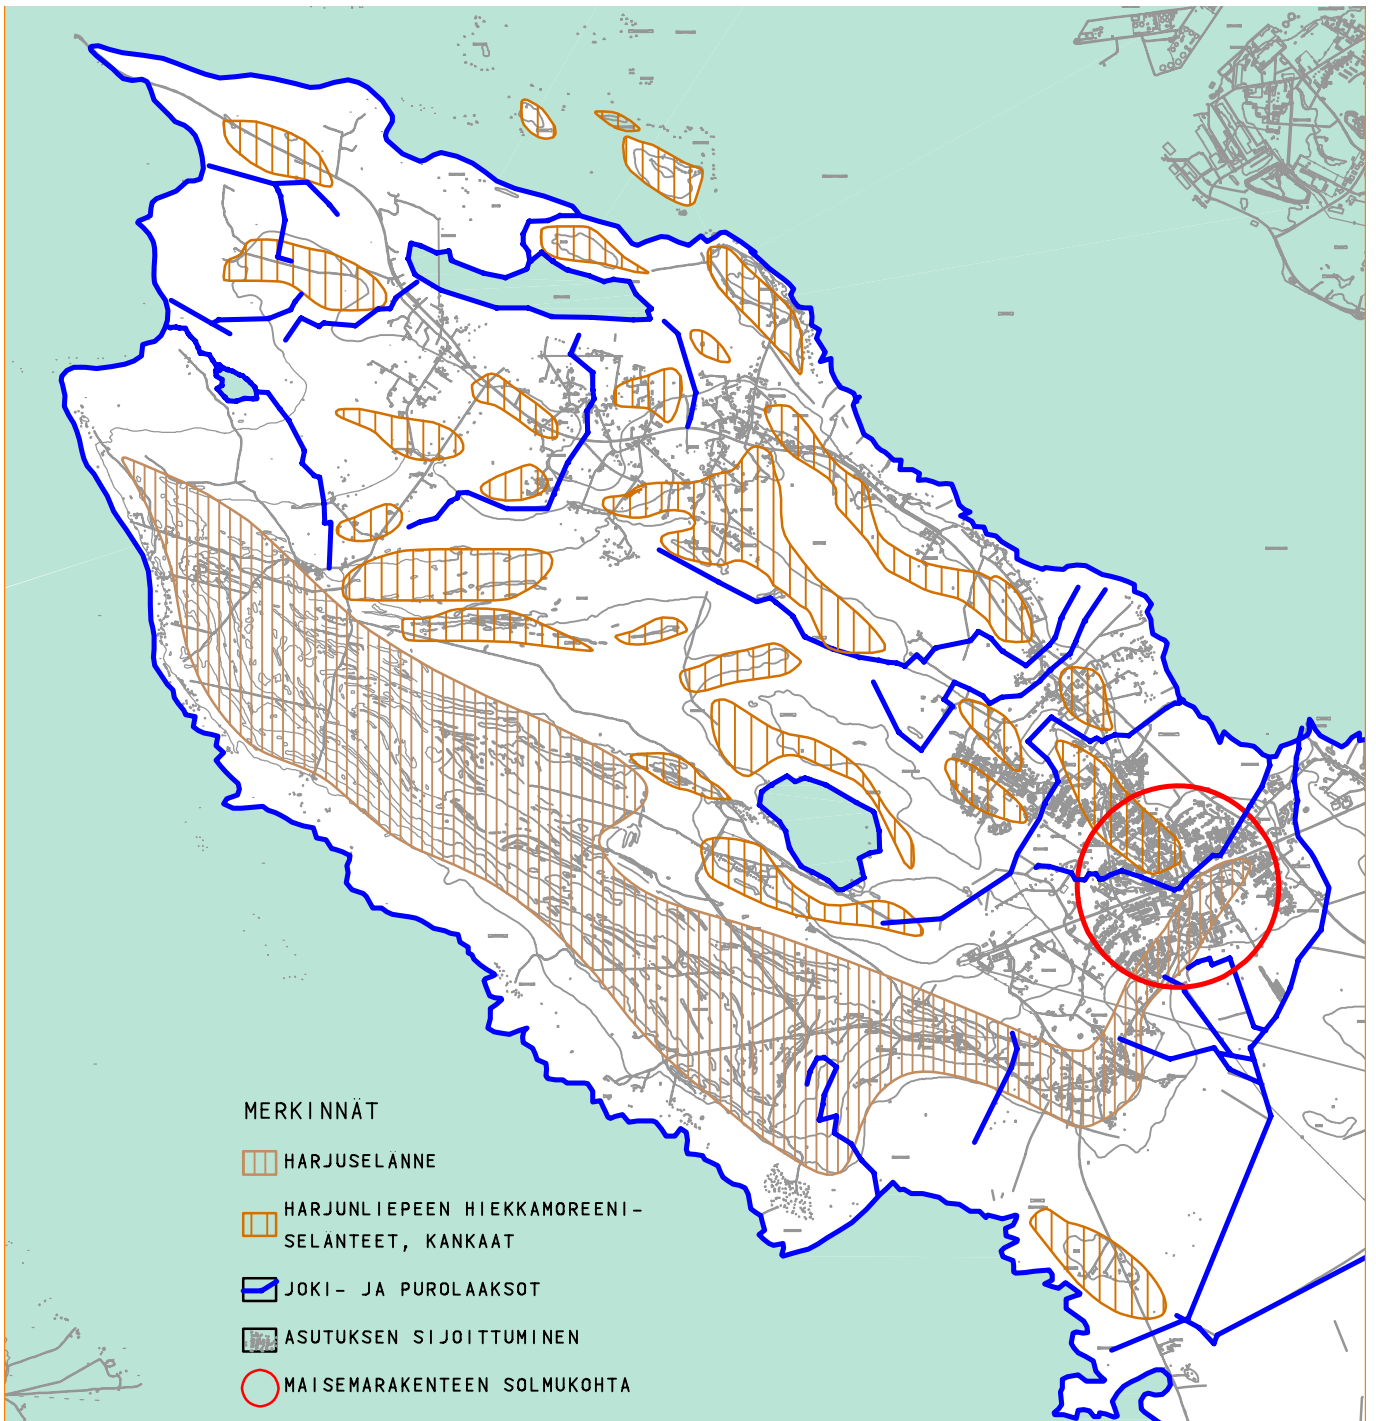 MERKINNÄT
HARJUSELÄNNE
HARJUNLIEPEEN HIEKKAMOREENI-
SELÄNTEET, KANKAAT
JOKI- JA PUROLAAKSOT
ASUTUKSEN SIJOITTUMINEN
MAISEMARAKENTEEN SOLMUKOHTA